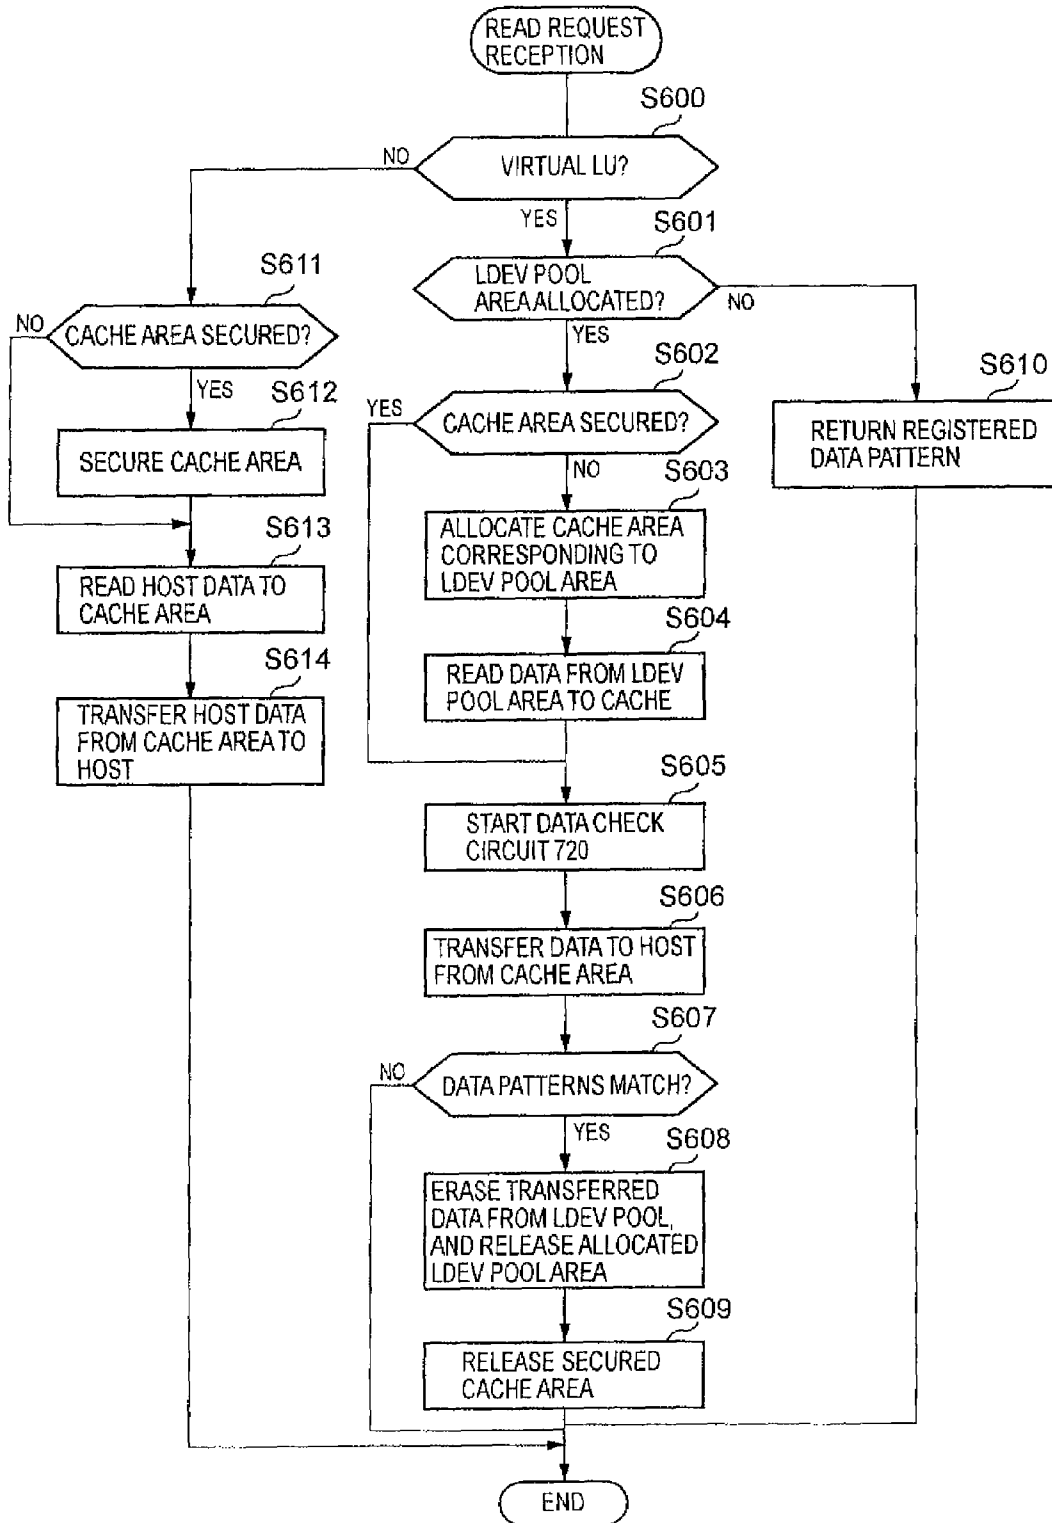 READ REQUEST
RECEPTION
S600
NO
VIRTUAL LU?
YES
S601
LDEV POOL
AREA ALLOCATED?
NO
YES
S611
NO
CACHE AREA SECURED?
YES
S612
SECURE CACHE AREA
S613
READ HOST DATA TO
CACHE AREA
S614
TRANSFER HOST DATA
FROM CACHE AREA TO
HOST
S602
YES
CACHE AREA SECURED?
NO
S603
ALLOCATE CACHE AREA
CORRESPONDING TO
LDEV POOL AREA
S604
READ DATA FROM LDEV
POOL AREA TO CACHE
S605
START DATA CHECK
CIRCUIT 720
S606
TRANSFER DATA TO HOST
FROM CACHE AREA
S607
NO
DATA PATTERNS MATCH?
YES
S608
ERASE TRANSFERRED
DATA FROM LDEV POOL,
AND RELEASE ALLOCATED
LDEV POOL AREA
S609
RELEASE SECURED
CACHE AREA
S610
RETURN REGISTERED
DATA PATTERN
END